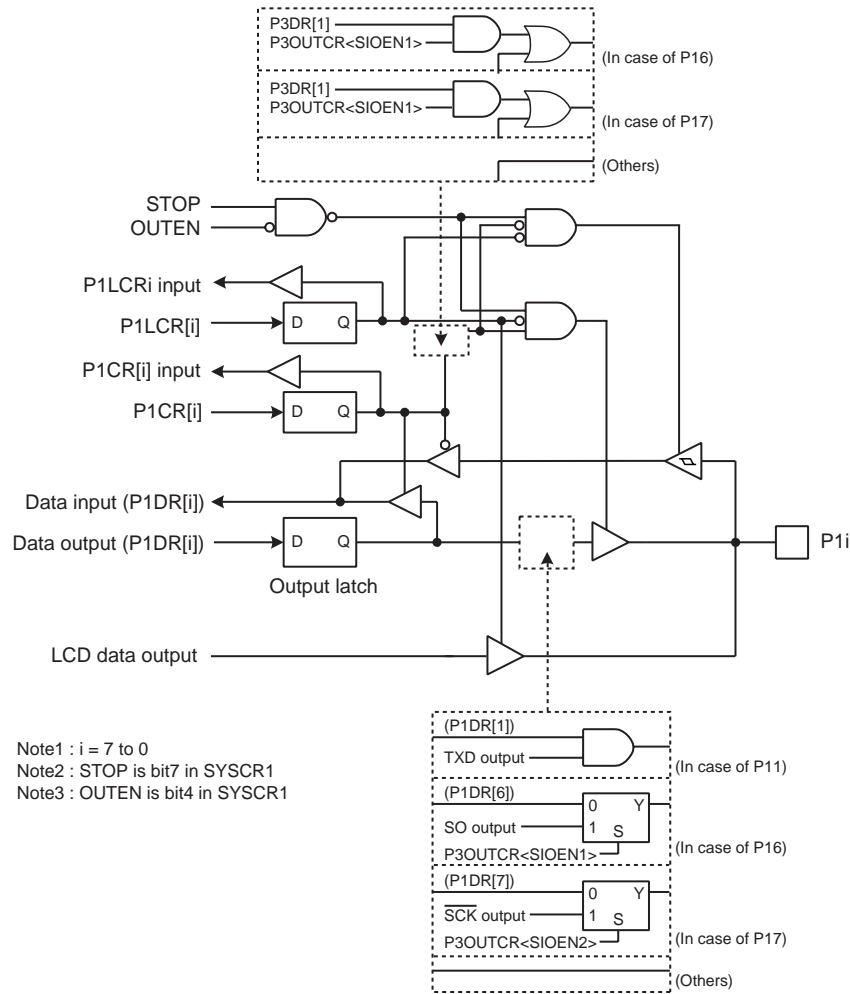 P3DR[1]
P3OUTCR<SIOEN1>
(In case of P16)
P3DR[1]
P3OUTCR<SIOEN1>
(In case of P17)
(Others)
STOP
OUTEN
P1LCRi input
P1LCR[i]
D Q
P1CR[i] input
P1CR[i]
D Q
Data input (P1DR[i])
Data output (P1DR[i])
D Q
P1i
Output latch
LCD data output
Note1 : i = 7 to 0
Note2 : STOP is bit7 in SYSCR1
Note3 : OUTEN is bit4 in SYSCR1
(P1DR[1])
TXD output
(In case of P11)
(P1DR[6])
0 Y
SO output
1 S
P3OUTCR<SIOEN1>
(In case of P16)
(P1DR[7])
0 Y
SCK output
1 S
P3OUTCR<SIOEN2>
(In case of P17)
(Others)